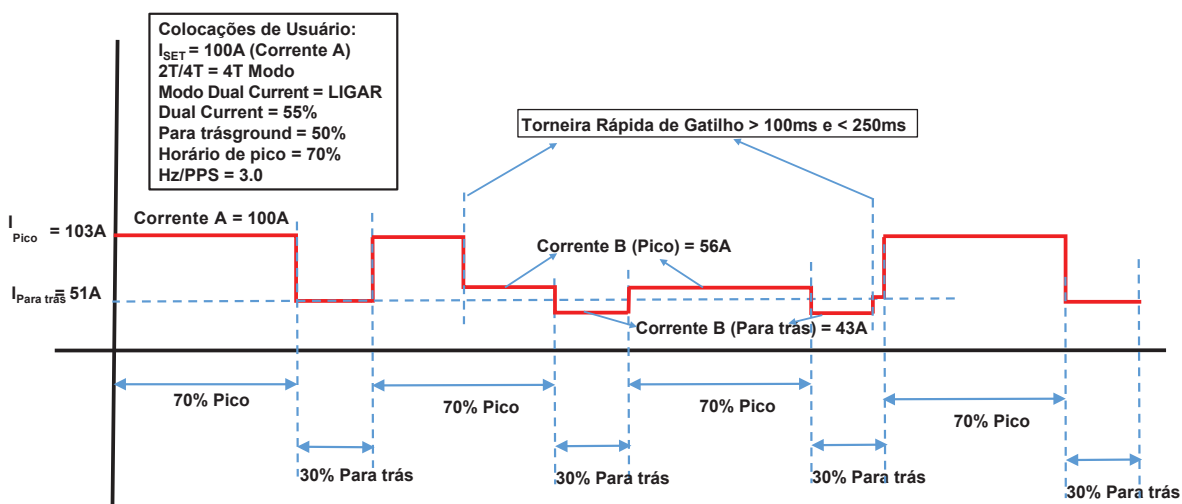 Colocações de Usuário:
ISET = 100A (Corrente A)
2T/4T = 4T Modo
Modo Dual Current = LIGAR
Dual Current = 55%
Para trásground = 50%
Horário de pico = 70%
Hz/PPS = 3.0
Torneira Rápida de Gatilho > 100ms e < 250ms
Corrente A = 100A
I Pico = 103A
Corrente B (Pico) = 56A
IPara trás = 51A
Corrente B (Para trás) = 43A
70% Pico
70% Pico
70% Pico
70% Pico
30% Para trás
30% Para trás
30% Para trás
30% Para trás